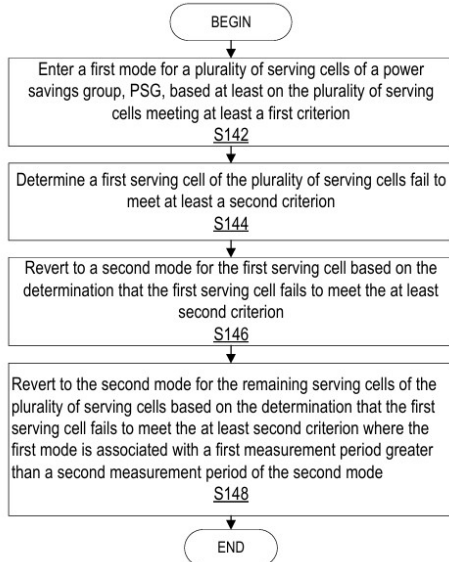 BEGIN
Enter a first mode for a plurality of serving cells of a power
savings group, PSG, based at least on the plurality of serving
cells meeting at least a first criterion
S142
Determine a first serving cell of the plurality of serving cells fail to
meet at least a second criterion
S144
Revert to a second mode for the first serving cell based on the
determination that the first serving cell fails to meet the at least
second criterion
S146
Revert to the second mode for the remaining serving cells of the
plurality of serving cells based on the determination that the first
serving cell fails to meet the at least second criterion where the
first mode is associated with a first measurement period greater
than a second measurement period of the second mode
S148
END